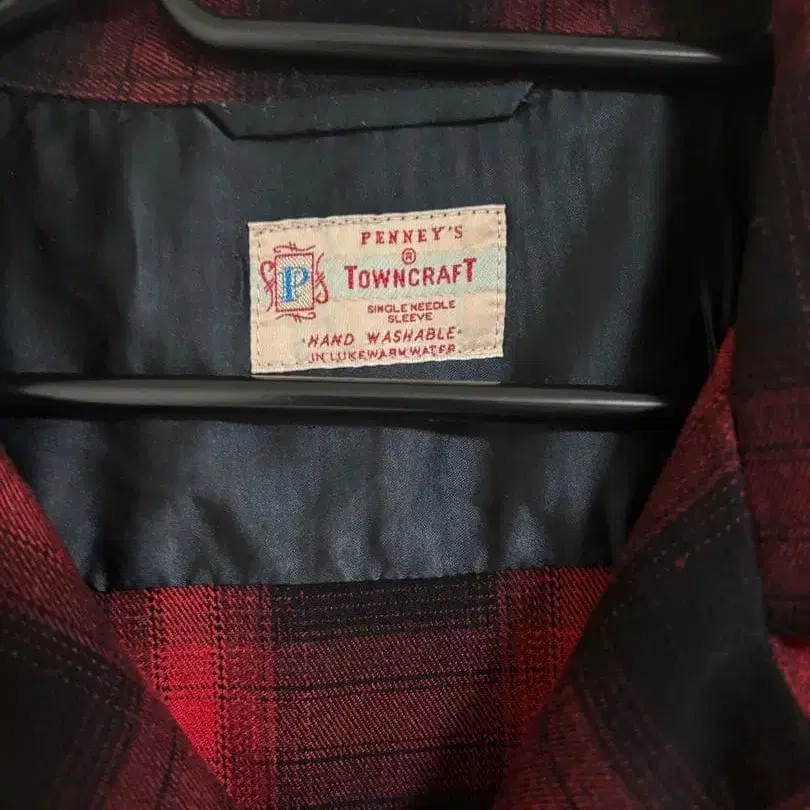 PENNEY'S
®
P TOWNCRAFT
SINGLE NEEDLE
SLEEVE
·HAND WASHABLE·
IN LUKEWARM WATER